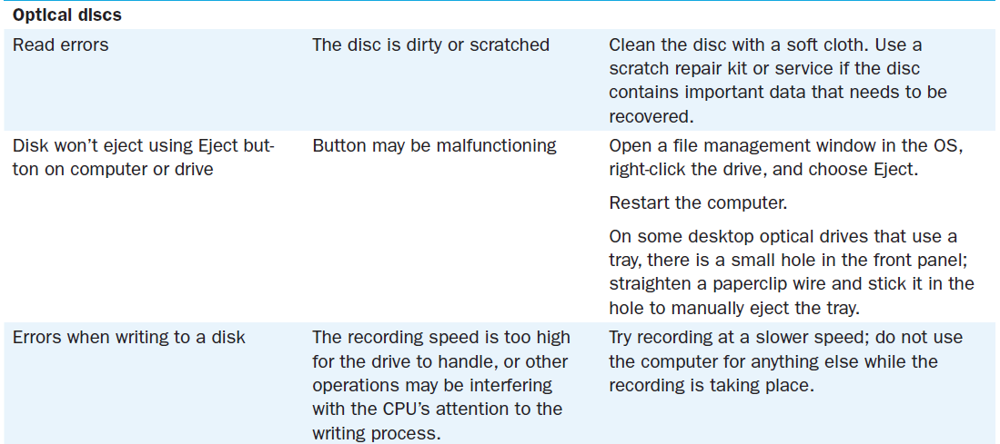 Optical discs
Read errors
The disc is dirty or scratched
Clean the disc with a soft cloth. Use a
scratch repair kit or service if the disc
contains important data that needs to be
recovered.
Disk won’t eject using Eject but-
ton on computer or drive
Button may be malfunctioning
Open a file management window in the OS,
right-click the drive, and choose Eject.
Restart the computer.
On some desktop optical drives that use a
tray, there is a small hole in the front panel;
straighten a paperclip wire and stick it in the
hole to manually eject the tray.
Errors when writing to a disk
The recording speed is too high
for the drive to handle, or other
operations may be interfering
with the CPU’s attention to the
writing process.
Try recording at a slower speed; do not use
the computer for anything else while the
recording is taking place.